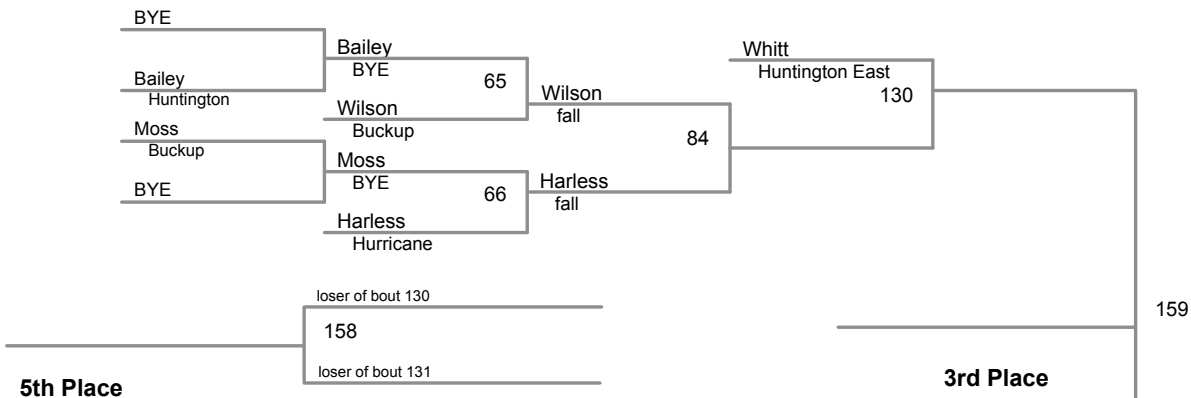 BYE
Bailey
Huntington
Moss
Buckup
BYE
Bailey
BYE
65
Wilson
Buckup
Moss
BYE
66
Harless
Hurricane
Wilson
fall
84
Harless
fall
Whitt
Huntington East
130
loser of bout 130
158
loser of bout 131
5th Place
159
3rd Place